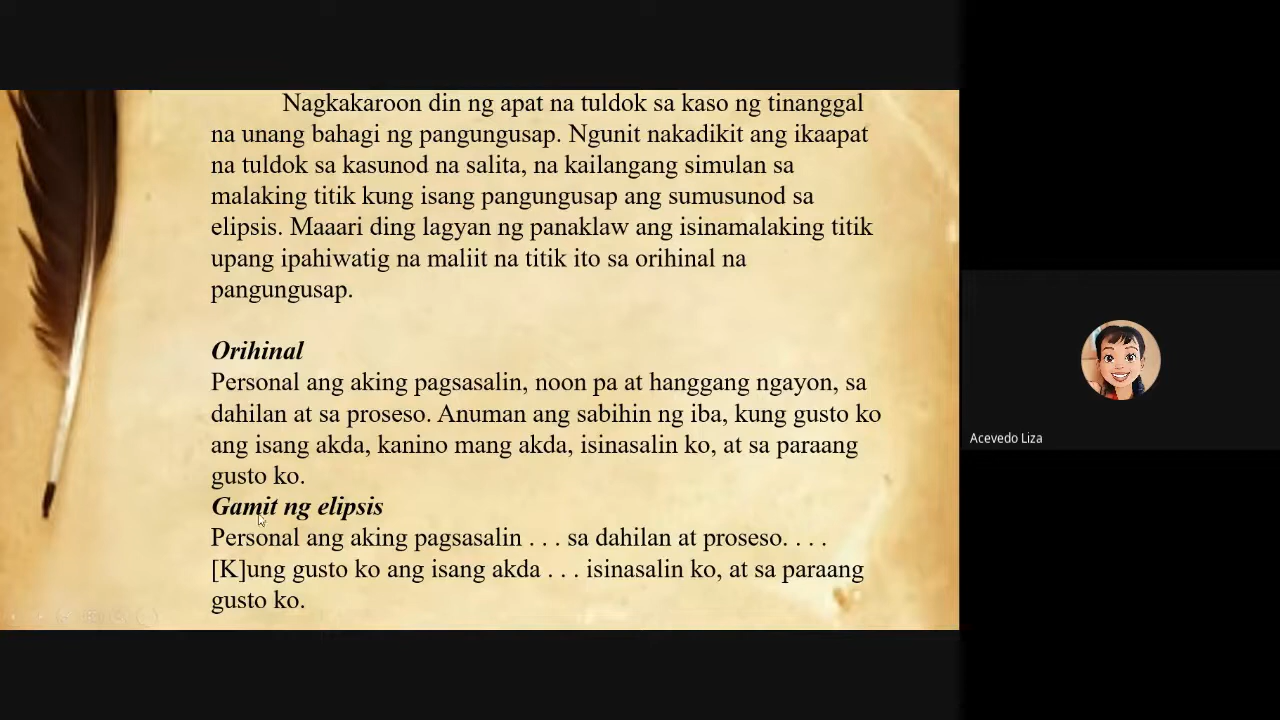 Nagkakaroon din ng apat na tuldok sa kaso ng tinanggal
na unang bahagi ng pangungusap. Ngunit nakadikit ang ikaapat
na tuldok sa kasunod na salita, na kailangang simulan sa
malaking titik kung isang pangungusap ang sumusunod sa
elipsis. Maaari ding lagyan ng panaklaw ang isinamalaking titik
upang ipahiwatig na maliit na titik ito sa orihinal na
pangungusap.
Orihinal
Personal ang aking pagsasalin, noon pa at hanggang ngayon, sa
dahilan at sa proseso. Anuman ang sabihin ng iba, kung gusto ko
ang isang akda, kanino mang akda, isinasalin ko, at sa paraang
gusto ko.
Gamit ng elipsis
Personal ang aking pagsasalin . . . sa dahilan at proseso. . . .
[K]ung gusto ko ang isang akda . . . isinasalin ko, at sa paraang
gusto ko.
Acevedo Liza